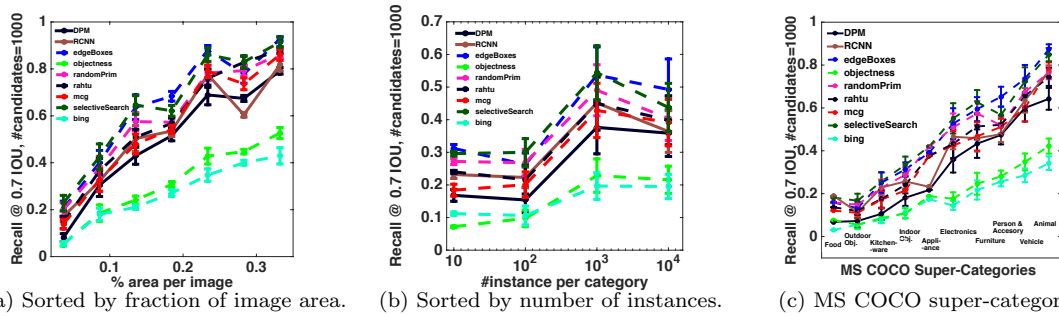 Recall @ 0.7 IOU, #candidates=1000
1
0.8
0.6
0.4
0.2
0
DPM
RCNN
edgeBoxes
objectness
randomPrim
rahtu
mcg
selectiveSearch
bing
0.1 0.2 0.3
% area per image
a) Sorted by fraction of image area.
Recall @ 0.7 IOU, #candidates=1000
0.7
0.6
0.5
0.4
0.3
0.2
0.1
0
DPM
RCNN
edgeBoxes
objectness
randomPrim
rahtu
mcg
selectiveSearch
bing
10 10² 10³ 10⁴
#instance per category
(b) Sorted by number of instances.
Recall @ 0.7 IOU, #candidates=1000
1
0.8
0.6
0.4
0.2
0
DPM
RCNN
edgeBoxes
objectness
randomPrim
rahtu
mcg
selectiveSearch
bing
Food
Outdoor
Obj.
Kitchen-
-ware
Indoor
Obj.
Appli-
-ance
Electronics
Furniture
Person &
Accesory
Vehicle
Animal
MS COCO Super-Categories
(c) MS COCO super-categor